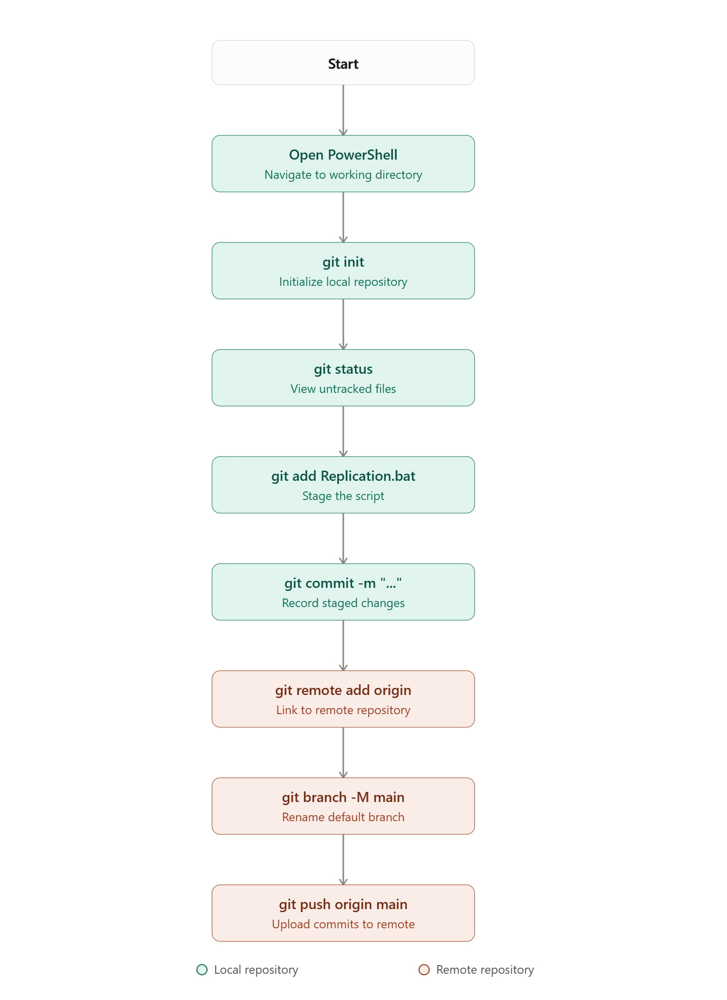 Start
Open PowerShell
Navigate to working directory
git init
Initialize local repository
git status
View untracked files
git add Replication.bat
Stage the script
git commit -m "..."
Record staged changes
git remote add origin
Link to remote repository
git branch -M main
Rename default branch
git push origin main
Upload commits to remote
Local repository
Remote repository